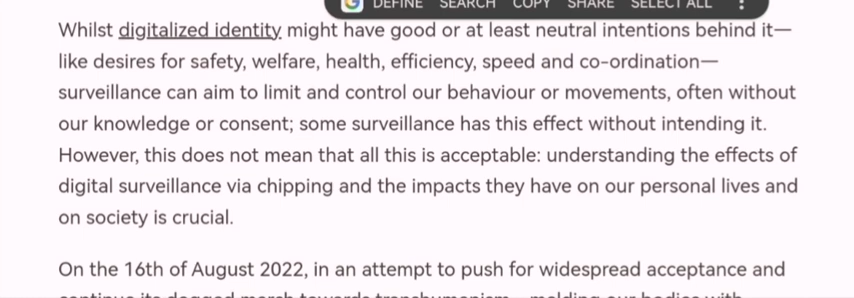 DEFINE SEARCH COPY SHARE SELECT ALL
Whilst digitalized identity might have good or at least neutral intentions behind it—
like desires for safety, welfare, health, efficiency, speed and co-ordination—
surveillance can aim to limit and control our behaviour or movements, often without
our knowledge or consent; some surveillance has this effect without intending it.
However, this does not mean that all this is acceptable: understanding the effects of
digital surveillance via chipping and the impacts they have on our personal lives and
on society is crucial.
On the 16th of August 2022, in an attempt to push for widespread acceptance and